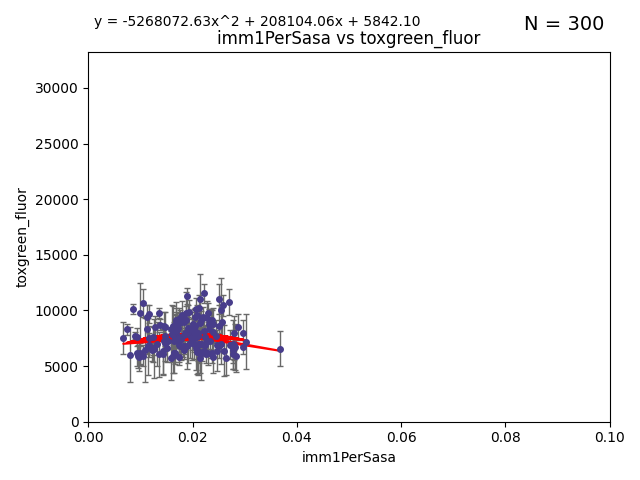 y = -5268072.63x^2 + 208104.06x + 5842.10
N = 300
imm1PerSasa vs toxgreen_fluor
30000
25000
20000
15000
10000
5000
0
toxgreen_fluor
0.00 0.02 0.04 0.06 0.08 0.10
imm1PerSasa